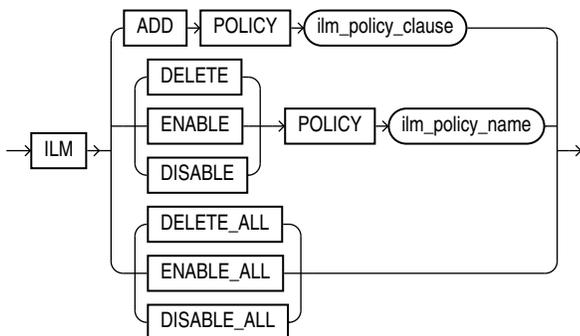 ADD POLICY ilm_policy_clause
DELETE
ENABLE POLICY ilm_policy_name
ILM
DISABLE
DELETE_ALL
ENABLE_ALL
DISABLE_ALL